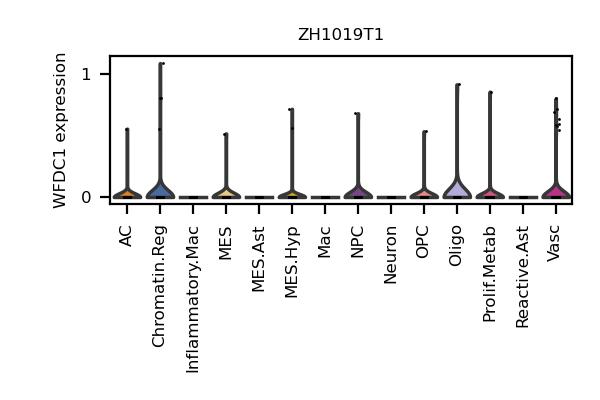 ZH1019T1
WFDC1 expression
1
0
AC
Chromatin.Reg
Inflammatory.Mac
MES
MES.Ast
MES.Hyp
Mac
NPC
Neuron
OPC
Oligo
Prolif.Metab
Reactive.Ast
Vasc